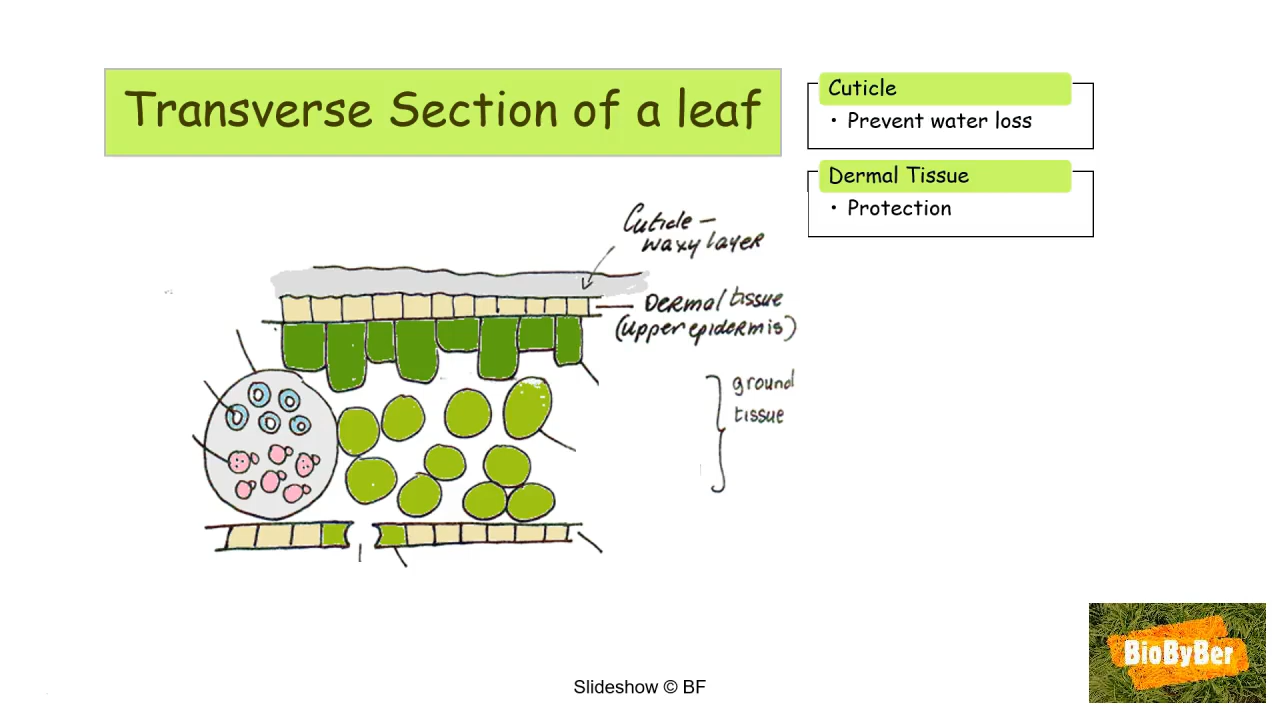 Transverse Section of a leaf
Cuticle
• Prevent water loss
Dermal Tissue
• Protection
Cuticle –
waxy layer
Dermal tissue
(upper epidermis)
ground
tissue
BioByBer
Slideshow © BF